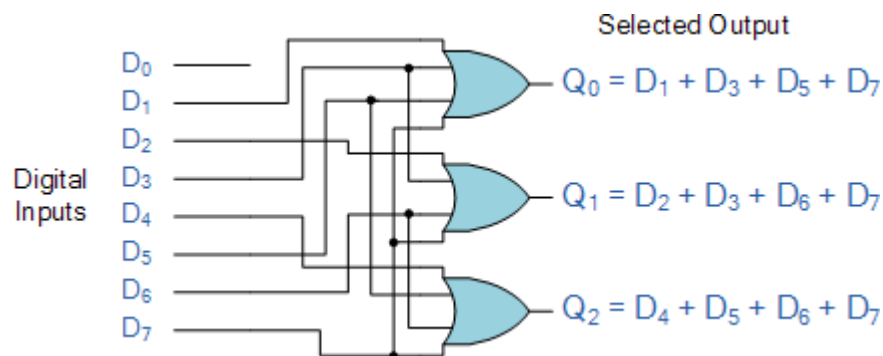 Selected Output
D₀
D₁
D₂
D₃
D₄
D₅
D₆
D₇
Digital
Inputs
Q₀ = D₁ + D₃ + D₅ + D₇
Q₁ = D₂ + D₃ + D₆ + D₇
Q₂ = D₄ + D₅ + D₆ + D₇